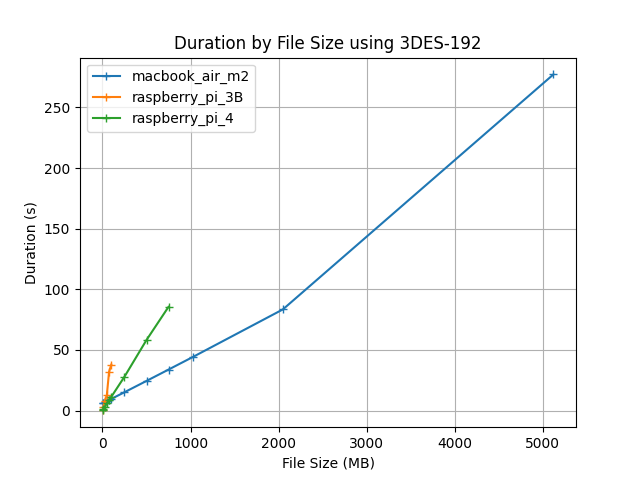 Duration by File Size using 3DES-192
macbook_air_m2
raspberry_pi_3B
raspberry_pi_4
Duration (s)
250
200
150
100
50
0
0 1000 2000 3000 4000 5000
File Size (MB)